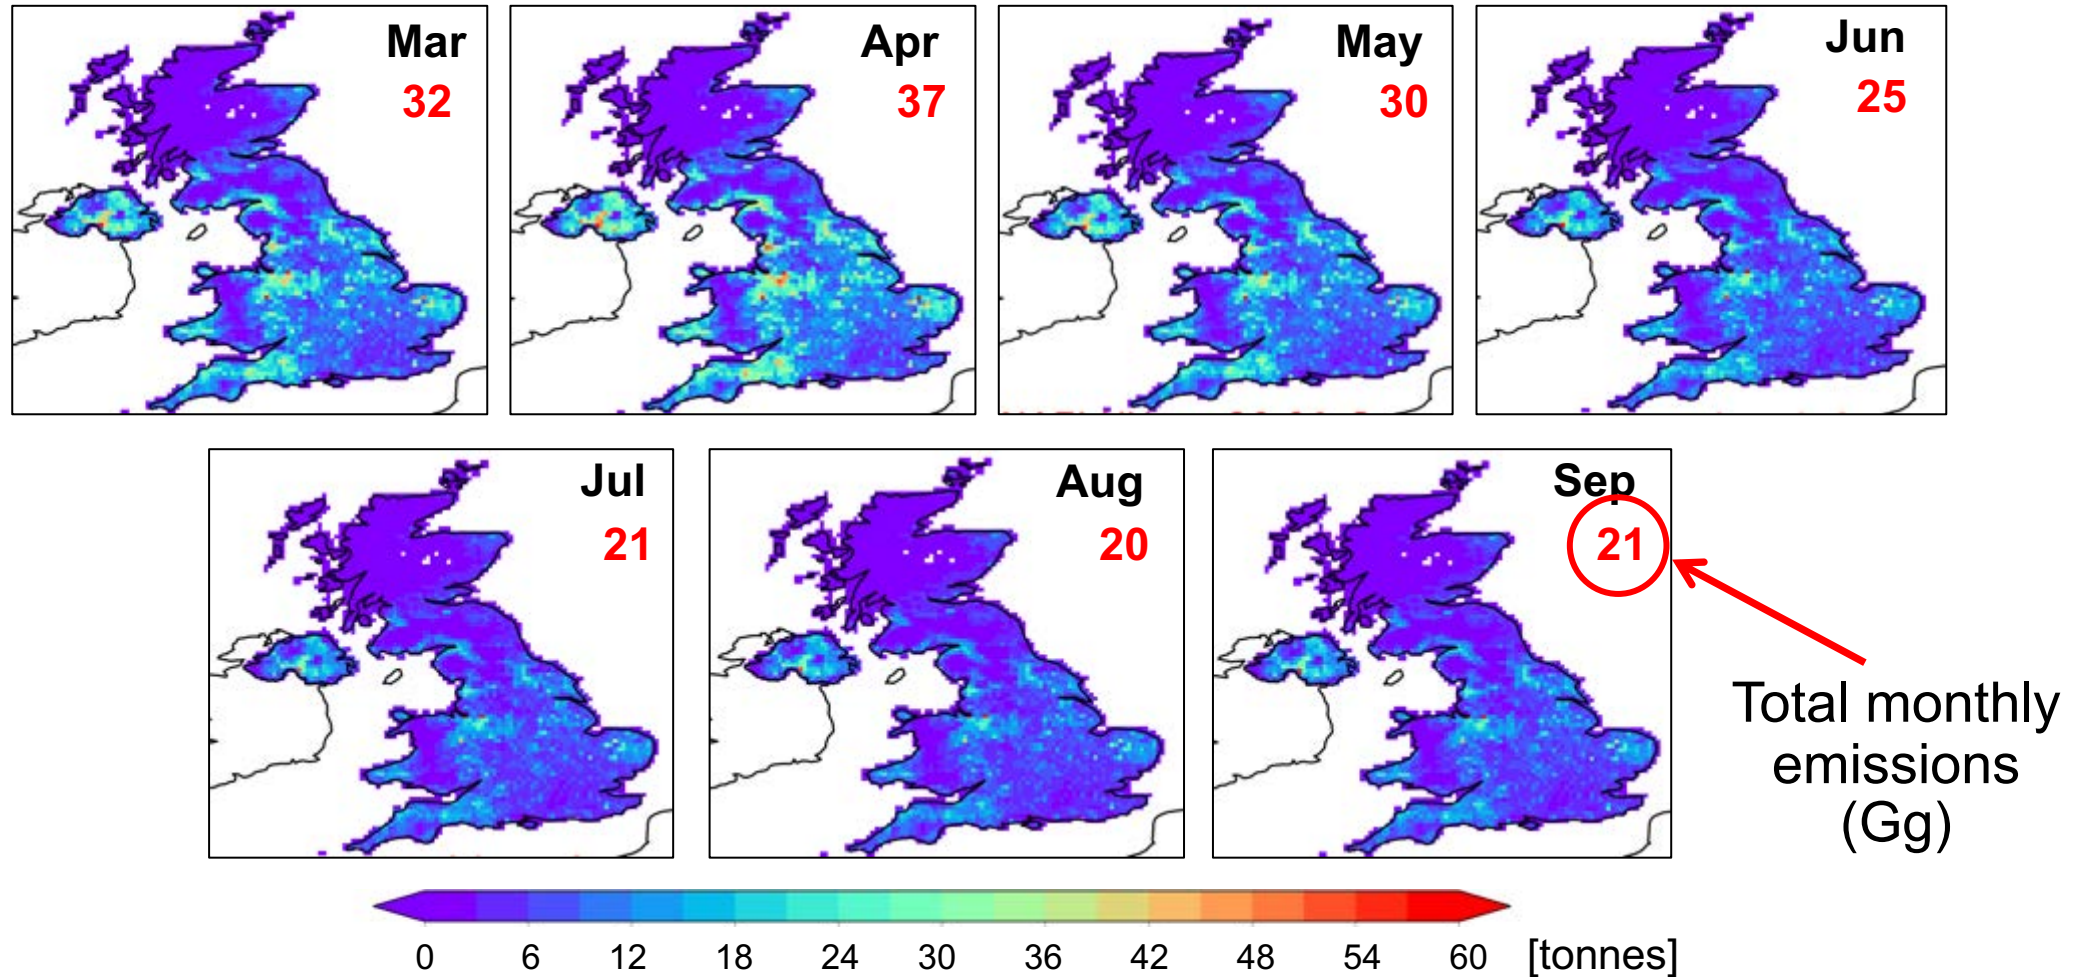 Mar
32
Apr
37
May
30
Jun
25
Jul
21
Aug
20
Sep
21
Total monthly
emissions
(Gg)
0 6 12 18 24 30 36 42 48 54 60 [tonnes]